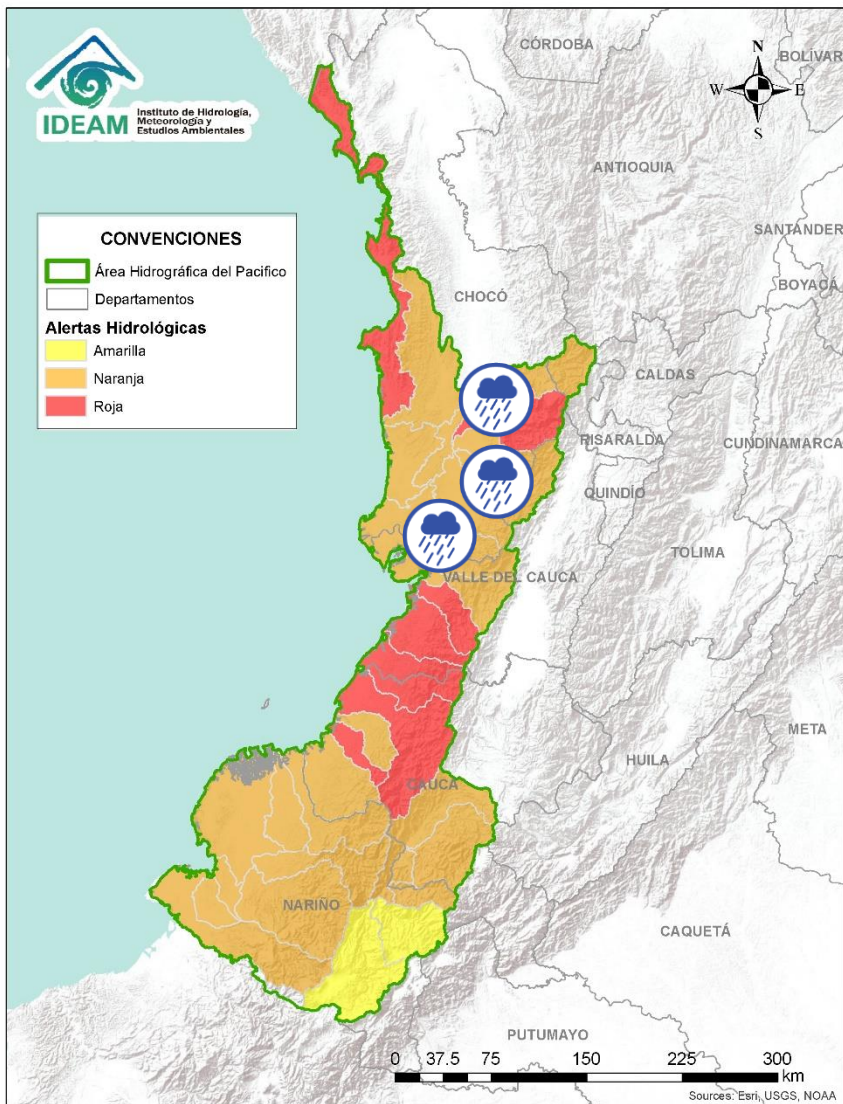 IDEAM
Instituto de Hidrología,
Meteorología y
Estudios Ambientales
CÓRDOBA
BOLÍVAR
N
W
E
S
ANTIOQUIA
SANTANDER
BOYACÁ
CONVENCIONES
Área Hidrográfica del Pacifico
Departamentos
Alertas Hidrológicas
Amarilla
Naranja
Roja
CHOCÓ
CALDAS
RISARALDA
CUNDINAMARCA
QUINDÍO
TOLIMA
VALLE DEL CAUCA
META
HUILA
CAUCA
NARIÑO
CAQUETÁ
PUTUMAYO
0 37.5 75 150 225 300
km
Sources: Esri, USGS, NOAA